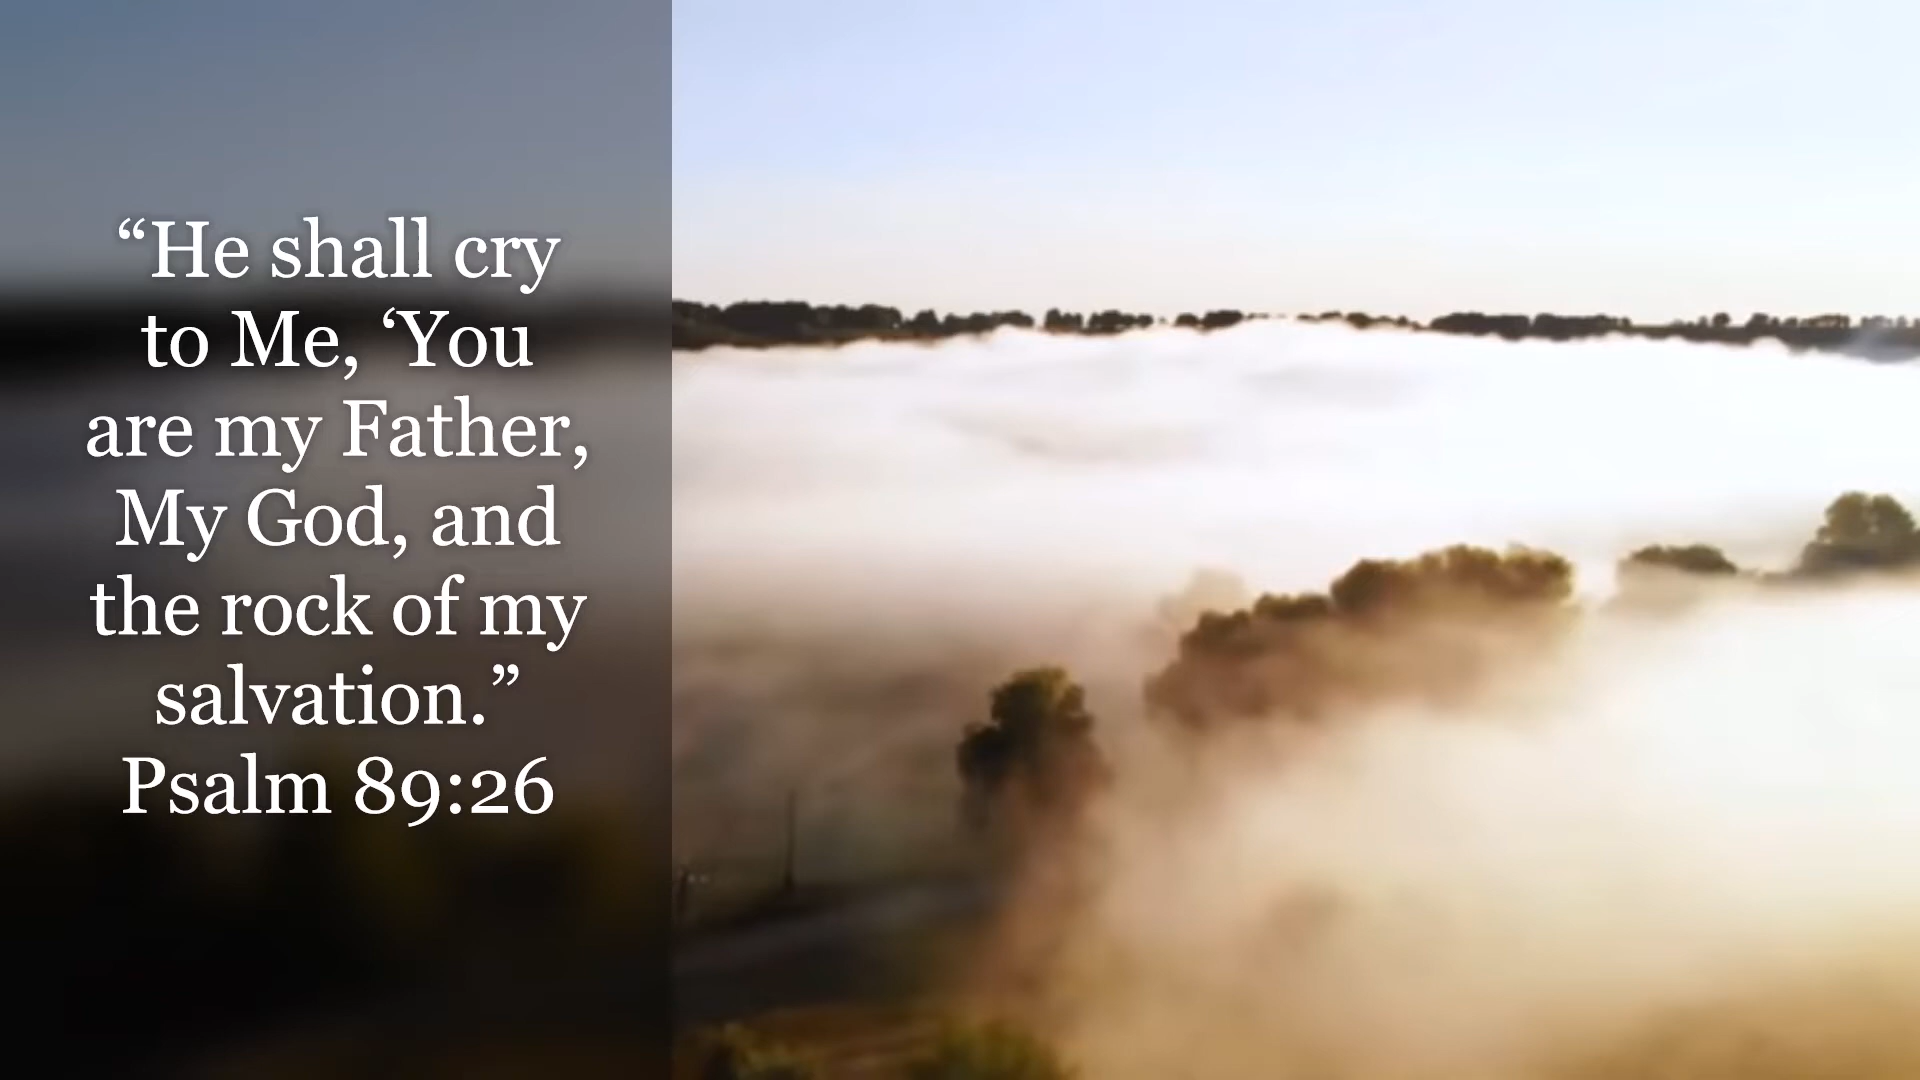 “He shall cry
to Me, ‘You
are my Father,
My God, and
the rock of my
salvation.”
Psalm 89:26